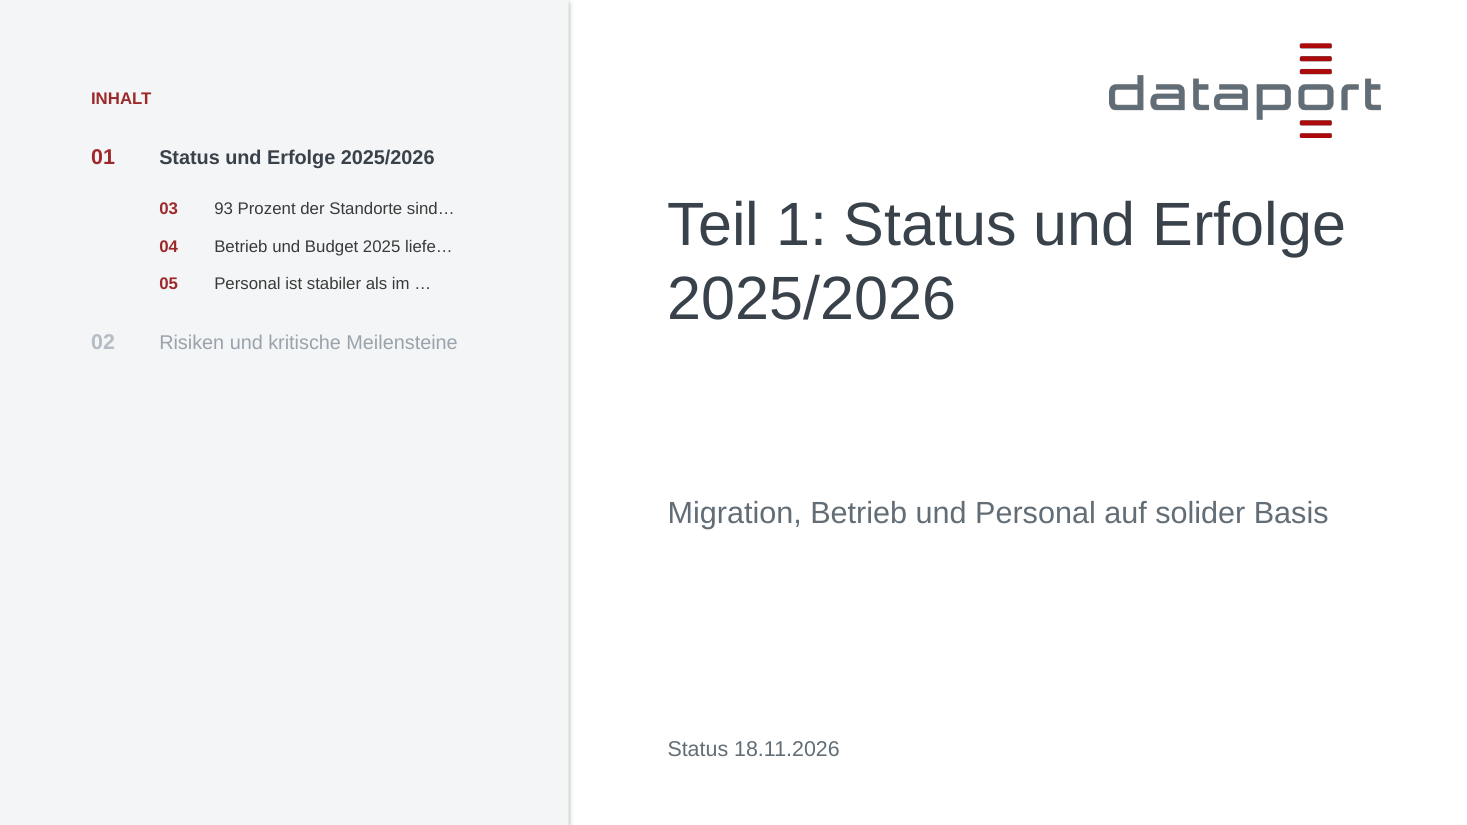 INHALT
01 Status und Erfolge 2025/2026
03 93 Prozent der Standorte sind…
04 Betrieb und Budget 2025 liefe…
05 Personal ist stabiler als im …
02 Risiken und kritische Meilensteine
dataport
Teil 1: Status und Erfolge
2025/2026
Migration, Betrieb und Personal auf solider Basis
Status 18.11.2026